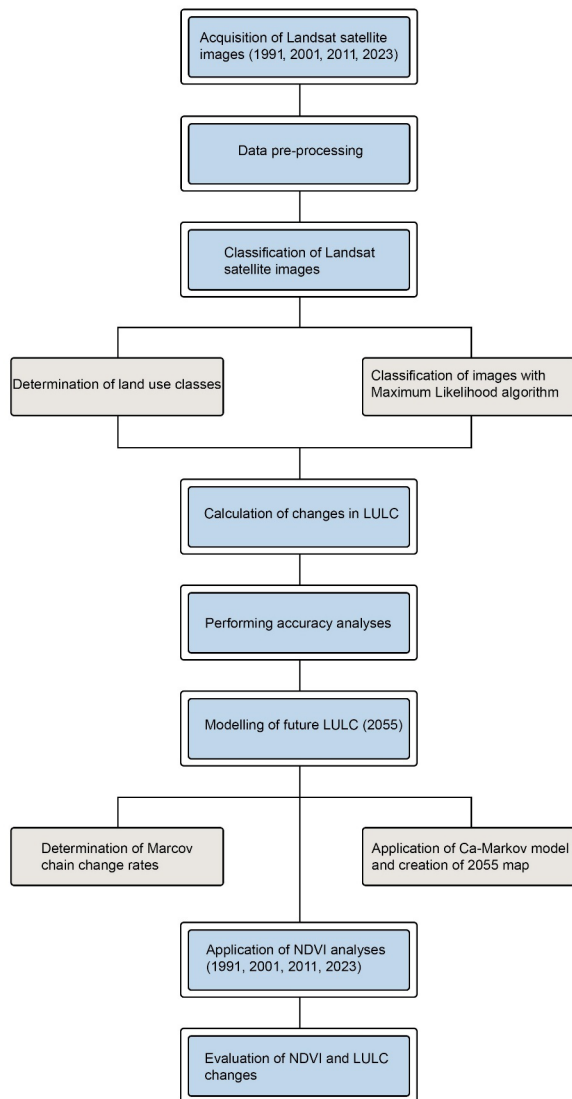 Acquisition of Landsat satellite
images (1991, 2001, 2011, 2023)
Data pre-processing
Classification of Landsat
satellite images
Determination of land use classes
Classification of images with
Maximum Likelihood algorithm
Calculation of changes in LULC
Performing accuracy analyses
Modelling of future LULC (2055)
Determination of Marcov
chain change rates
Application of Ca-Markov model
and creation of 2055 map
Application of NDVI analyses
(1991, 2001, 2011, 2023)
Evaluation of NDVI and LULC
changes